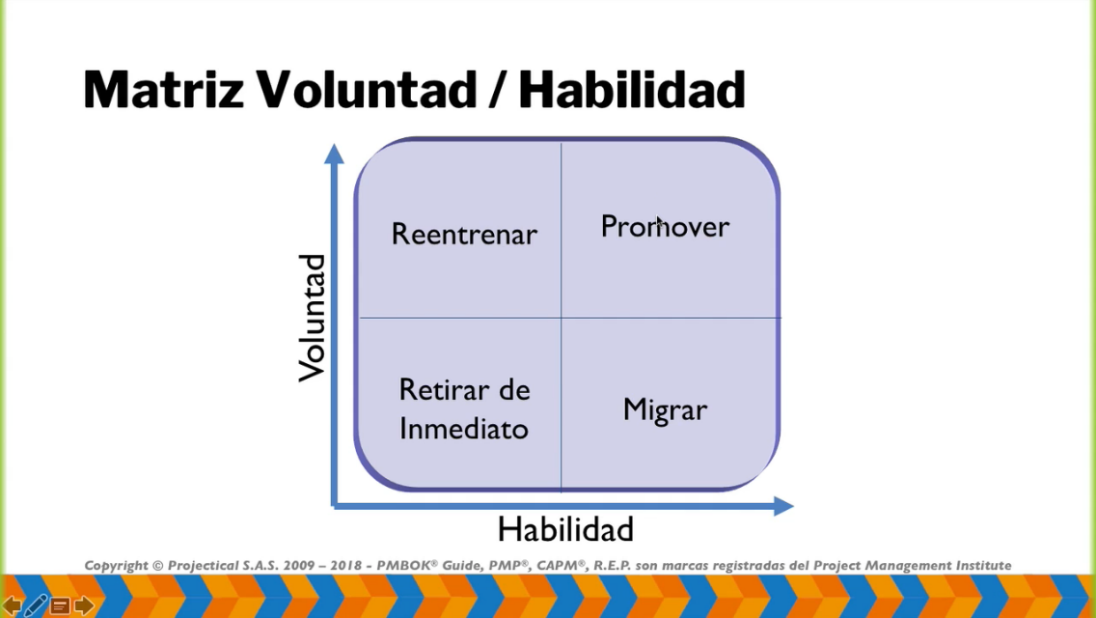 Matriz Voluntad / Habilidad
Voluntad
Reentrenar
Promover
Retirar de
Inmediato
Migrar
Habilidad
Copyright © Projectical S.A.S. 2009 – 2018 - PMBOK® Guide, PMP®, CAPM®, R.E.P. son marcas registradas del Project Management Institute